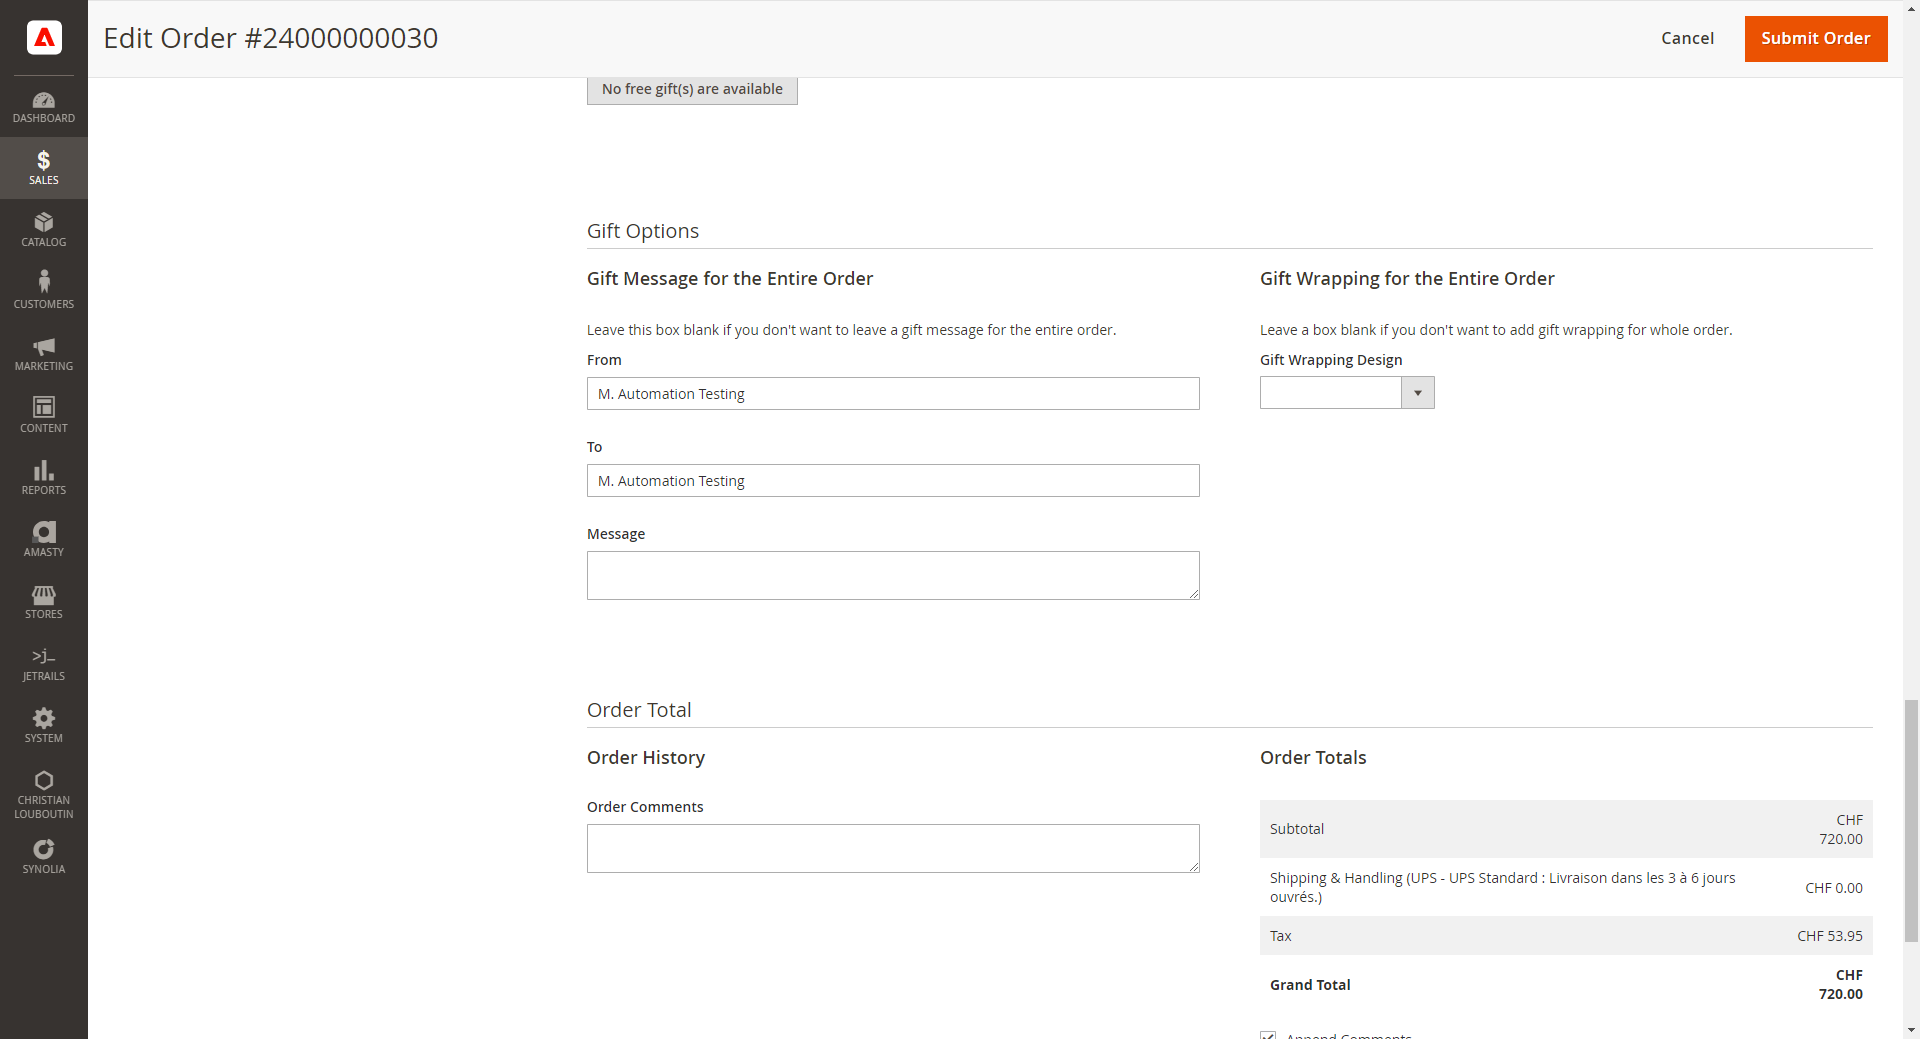 Edit Order #24000000030
Cancel
Submit Order
DASHBOARD
SALES
CATALOG
CUSTOMERS
MARKETING
CONTENT
REPORTS
AMASTY
STORES
>j_
JETRAILS
SYSTEM
CHRISTIAN
LOUBOUTIN
SYNOLIA
No free gift(s) are available
Gift Options
Gift Message for the Entire Order
Leave this box blank if you don't want to leave a gift message for the entire order.
From
M. Automation Testing
To
M. Automation Testing
Message
Gift Wrapping for the Entire Order
Leave a box blank if you don't want to add gift wrapping for whole order.
Gift Wrapping Design
Order Total
Order History
Order Comments
Order Totals
Subtotal
CHF
720.00
Shipping & Handling (UPS - UPS Standard : Livraison dans les 3 à 6 jours
ouvrés.)
CHF 0.00
Tax
CHF 53.95
Grand Total
CHF
720.00
Append Comments